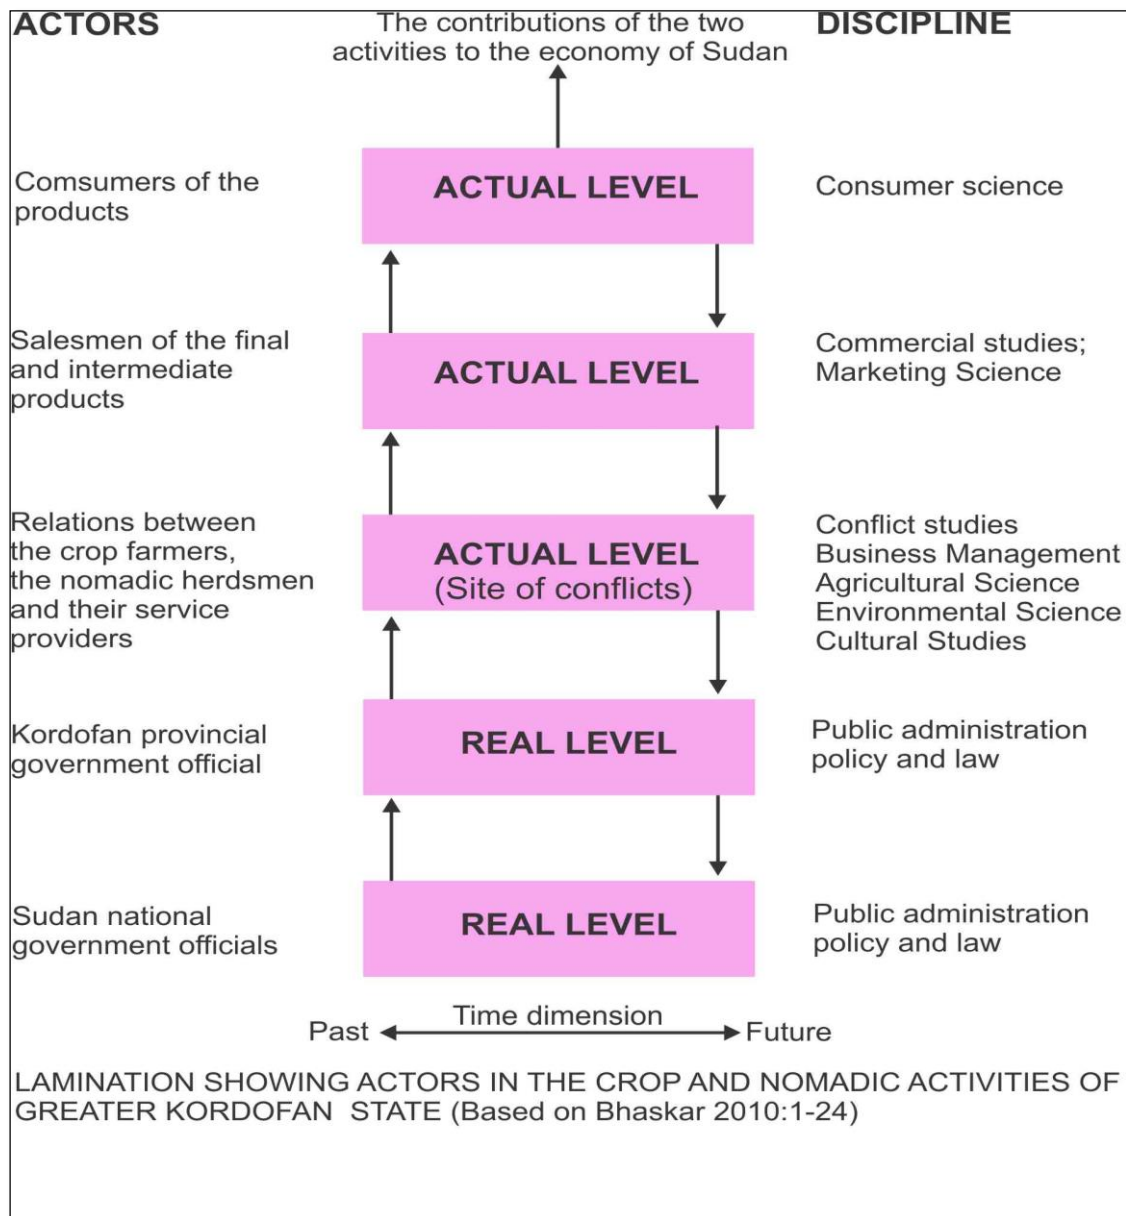 ACTORS
The contributions of the two
activities to the economy of Sudan
DISCIPLINE
Comsumers of the
products
ACTUAL LEVEL
Consumer science
Salesmen of the final
and intermediate
products
ACTUAL LEVEL
Commercial studies;
Marketing Science
Relations between
the crop farmers,
the nomadic herdsmen
and their service
providers
ACTUAL LEVEL
(Site of conflicts)
Conflict studies
Business Management
Agricultural Science
Environmental Science
Cultural Studies
Kordofan provincial
government official
REAL LEVEL
Public administration
policy and law
Sudan national
government officials
REAL LEVEL
Public administration
policy and law
Past
Time dimension
Future
LAMINATION SHOWING ACTORS IN THE CROP AND NOMADIC ACTIVITIES OF
GREATER KORDOFAN STATE (Based on Bhaskar 2010:1-24)